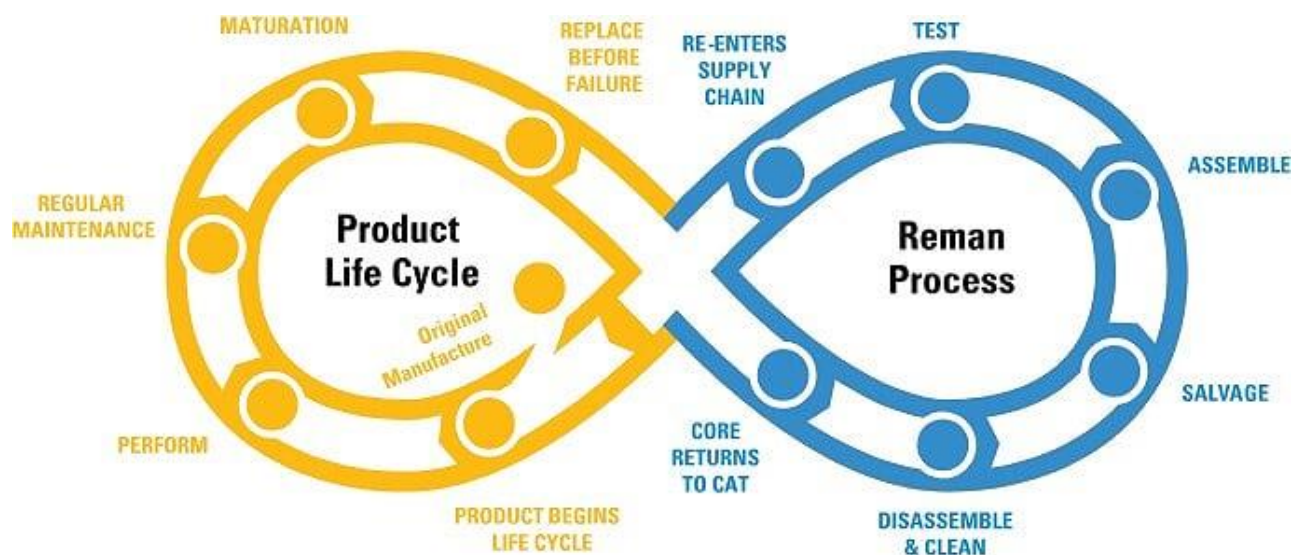 MATURATION
REPLACE
BEFORE
FAILURE
RE-ENTERS
SUPPLY
CHAIN
TEST
REGULAR
MAINTENANCE
Product
Life Cycle
Original
Manufacture
Reman
Process
ASSEMBLE
PERFORM
PRODUCT BEGINS
LIFE CYCLE
CORE
RETURNS
TO CAT
DISASSEMBLE
& CLEAN
SALVAGE